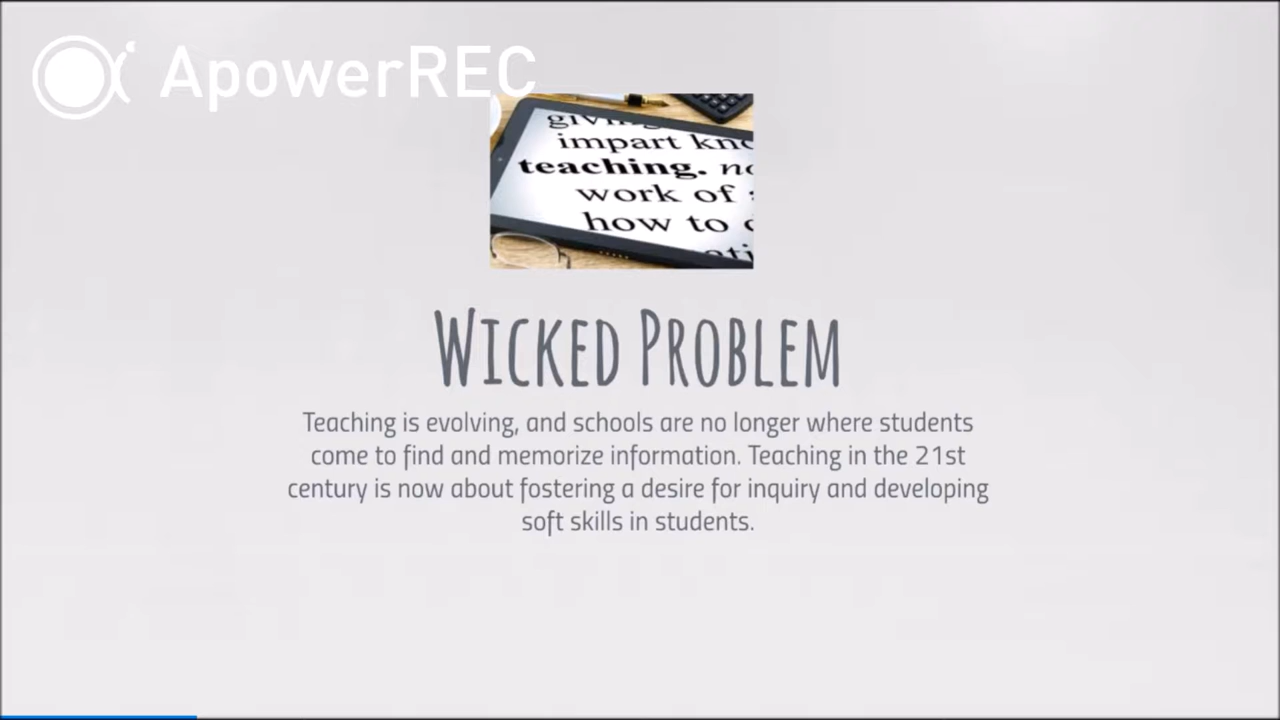 ApowerREC
impart
teaching.
work of
how to
WICKED PROBLEM
Teaching is evolving, and schools are no longer where students
come to find and memorize information. Teaching in the 21st
century is now about fostering a desire for inquiry and developing
soft skills in students.